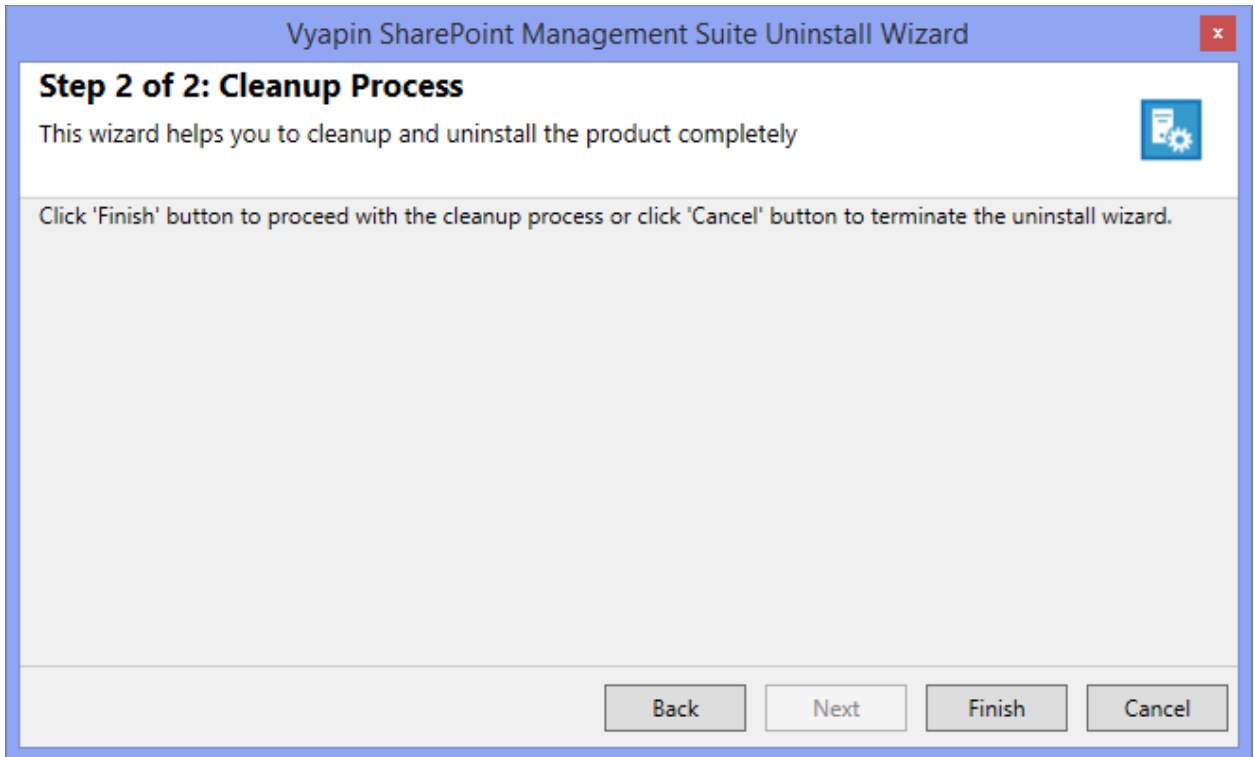 Vyapin SharePoint Management Suite Uninstall Wizard
x
Step 2 of 2: Cleanup Process
This wizard helps you to cleanup and uninstall the product completely
Click 'Finish' button to proceed with the cleanup process or click 'Cancel' button to terminate the uninstall wizard.
Back Next Finish Cancel